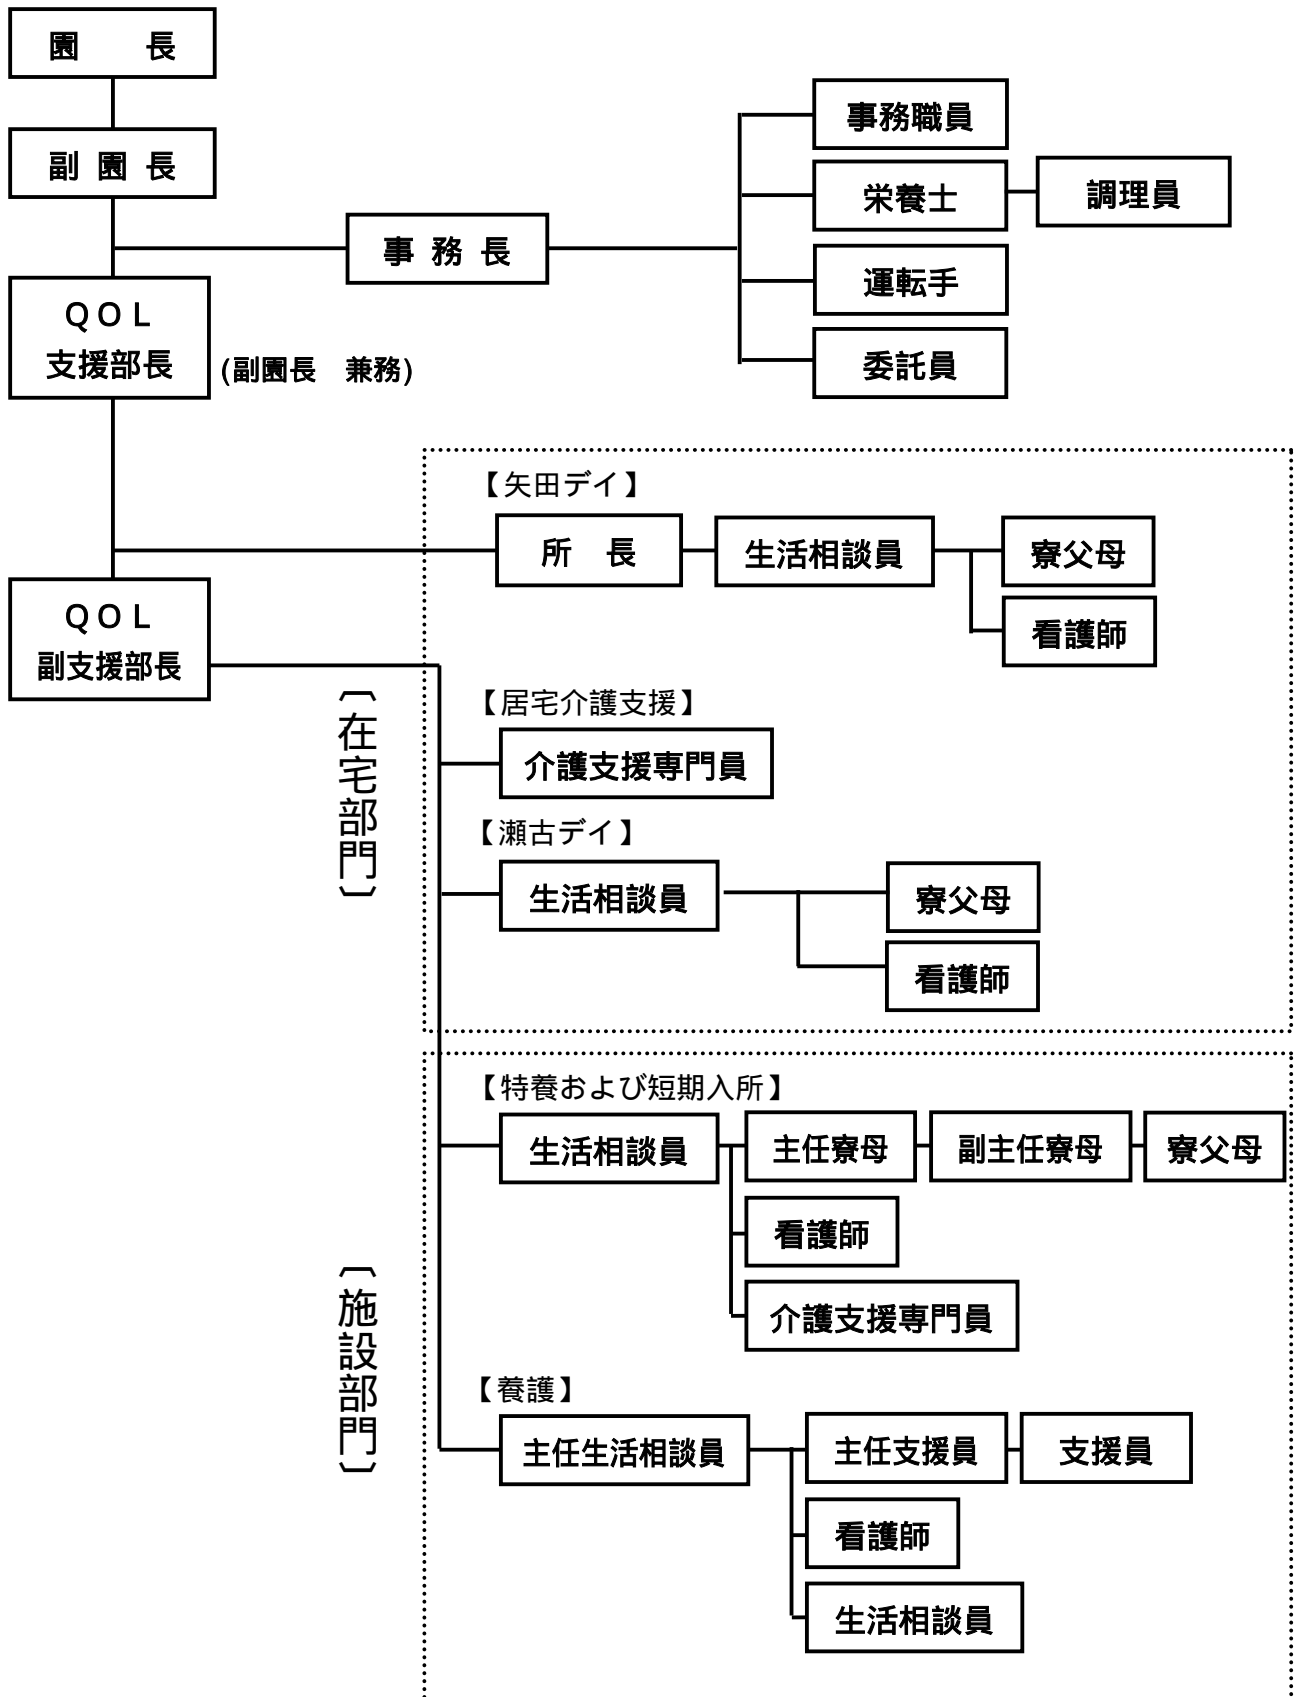 園　　長
副 園 長
事務職員
栄養士
調理員
事 務 長
運転手
ＱＯＬ
支援部長
(副園長　兼務)
委託員
【矢田デイ】
所　長
生活相談員
寮父母
看護師
ＱＯＬ
副支援部長
〔在宅部門〕
【居宅介護支援】
介護支援専門員
【瀬古デイ】
生活相談員
寮父母
看護師
〔施設部門〕
【特養および短期入所】
生活相談員
主任寮母
副主任寮母
寮父母
看護師
介護支援専門員
【養護】
主任生活相談員
主任支援員
支援員
看護師
生活相談員